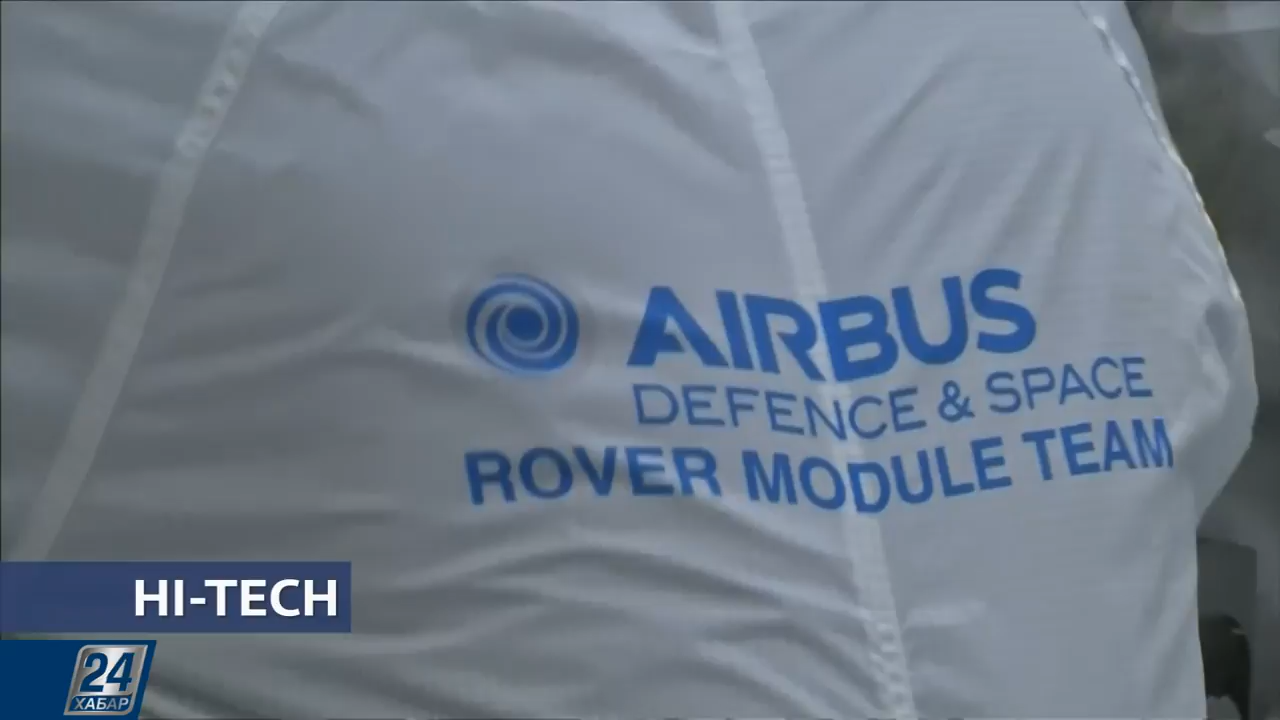 AIRBUS
DEFENCE & SPACE
ROVER MODULE TEAM
HI-TECH
24
ХАБАР